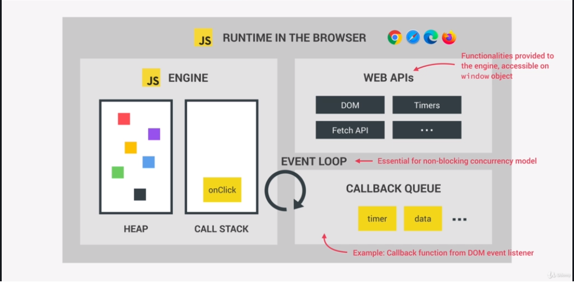 JS RUNTIME IN THE BROWSER
Functionalities provided to
the engine, accessible on
window object
JS ENGINE
WEB APIs
DOM
Timers
Fetch API
...
EVENT LOOP
Essential for non-blocking concurrency model
onClick
CALLBACK QUEUE
timer
data
...
HEAP
CALL STACK
Example: Callback function from DOM event listener